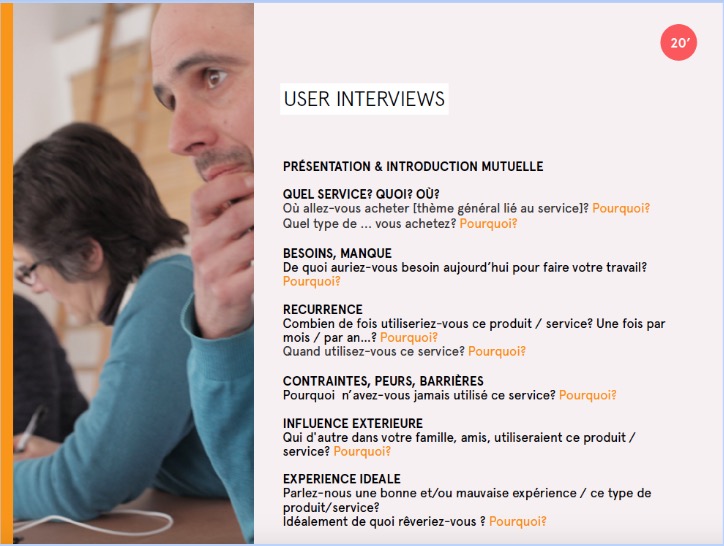 20’
USER INTERVIEWS
PRÉSENTATION & INTRODUCTION MUTUELLE
QUEL SERVICE? QUOI? OÙ?
Où allez-vous acheter [thème général lié au service]? Pourquoi?
Quel type de ... vous achetez? Pourquoi?
BESOINS, MANQUE
De quoi auriez-vous besoin aujourd’hui pour faire votre travail?
Pourquoi?
RECURRENCE
Combien de fois utiliseriez-vous ce produit / service? Une fois par
mois / par an...? Pourquoi?
Quand utilisez-vous ce service? Pourquoi?
CONTRAINTES, PEURS, BARRIÈRES
Pourquoi n’avez-vous jamais utilisé ce service? Pourquoi?
INFLUENCE EXTERIEURE
Qui d'autre dans votre famille, amis, utiliseraient ce produit /
service? Pourquoi?
EXPERIENCE IDEALE
Parlez-nous une bonne et/ou mauvaise expérience / ce type de
produit/service?
Idéalement de quoi rêveriez-vous ? Pourquoi?